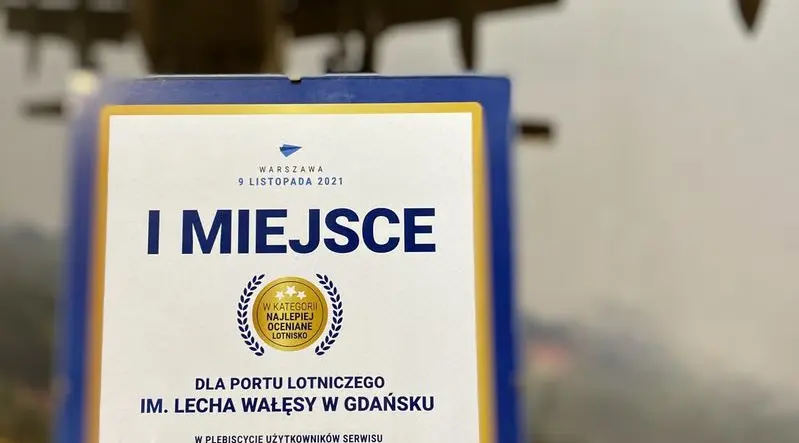 WARSZAWA
9 LISTOPADA 2021
I MIEJSCE
W KATEGORII
NAJLEPIEJ
OCENIANE
LOTNISKO
DLA PORTU LOTNICZEGO
IM. LECHA WAŁĘSY W GDAŃSKU
W PLEBISCYCIE UŻYTKOWNIKÓW SERWISU